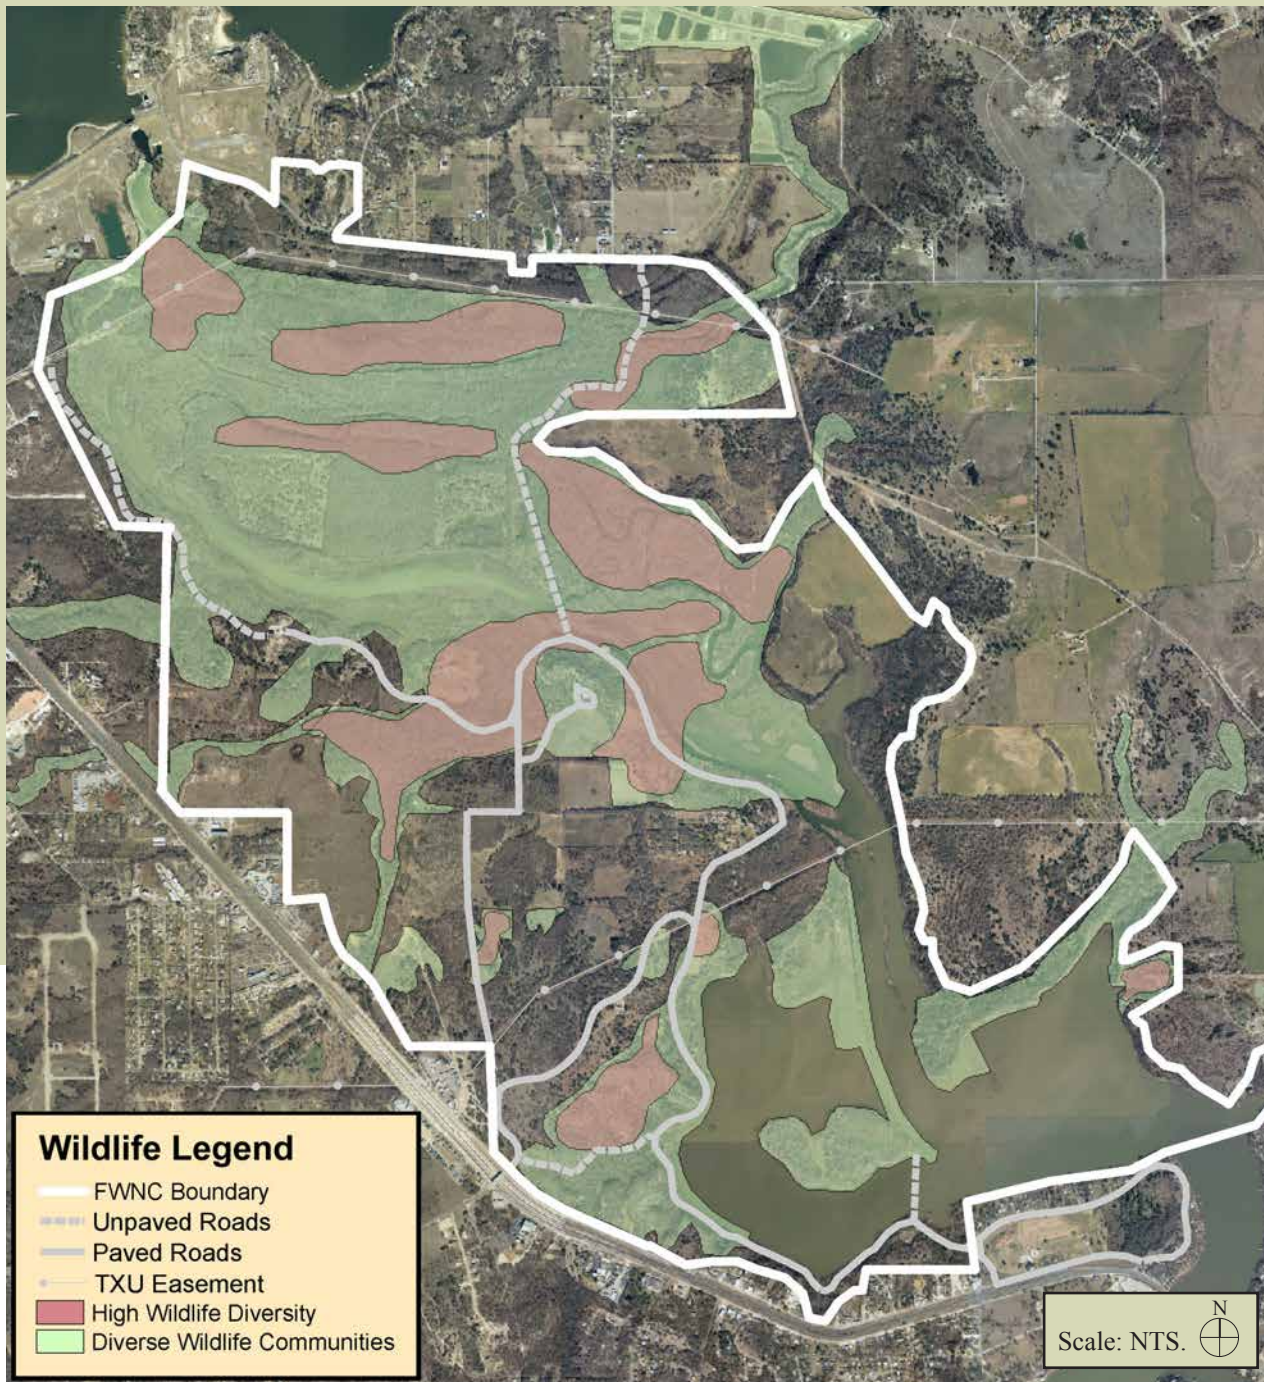 Wildlife Legend
FWNC Boundary
Unpaved Roads
Paved Roads
TXU Easement
High Wildlife Diversity
Diverse Wildlife Communities
N
Scale: NTS.